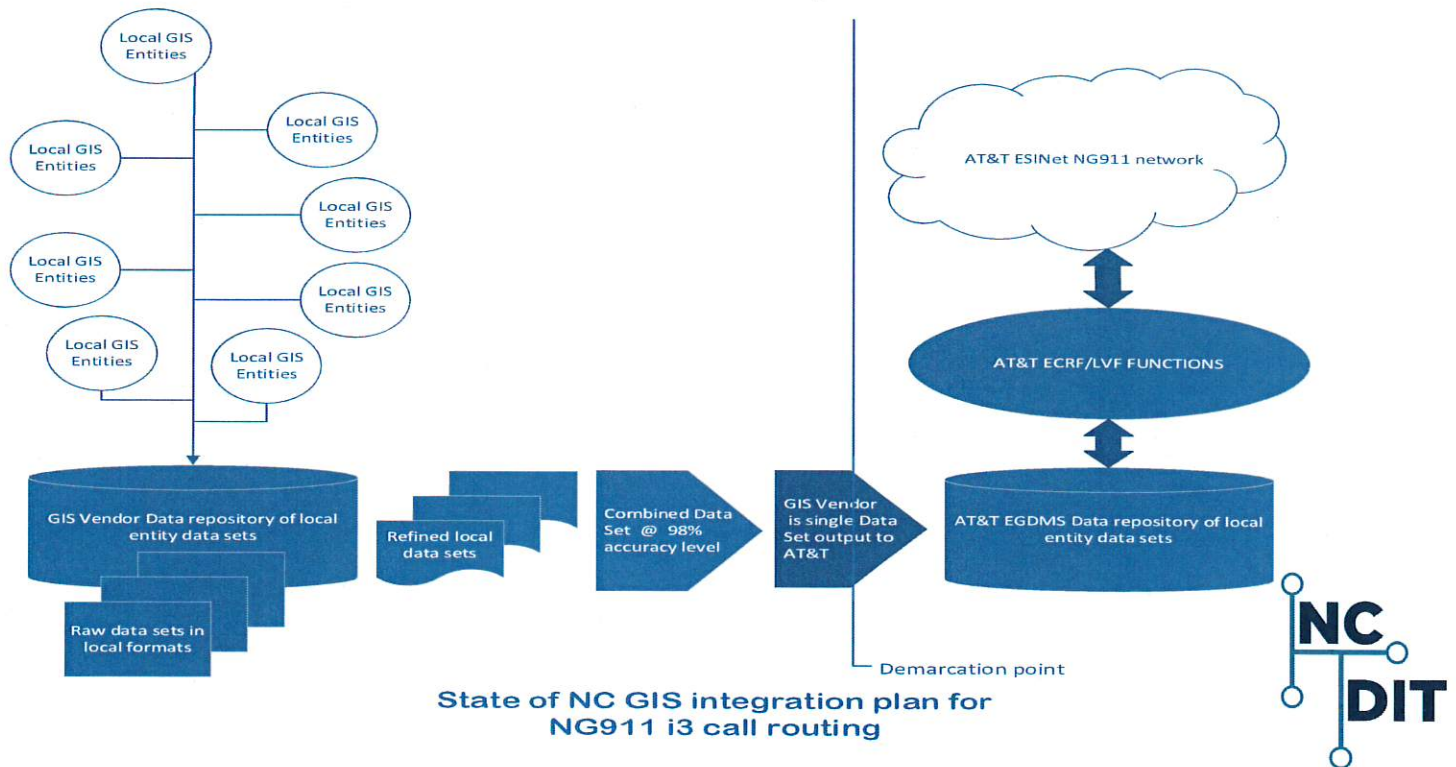 Local GIS
Entities
Local GIS
Entities
Local GIS
Entities
Local GIS
Entities
Local GIS
Entities
Local GIS
Entities
Local GIS
Entities
Local GIS
Entities
GIS Vendor Data repository of local
entity data sets
Raw data sets in
local formats
Refined local
data sets
Combined Data
Set @ 98%
accuracy level
GIS Vendor
is single Data
Set output to
AT&T
AT&T ESINet NG911 network
AT&T ECRF/LVF FUNCTIONS
AT&T EGDMS Data repository of local
entity data sets
Demarcation point
State of NC GIS integration plan for
NG911 i3 call routing
NC
DIT